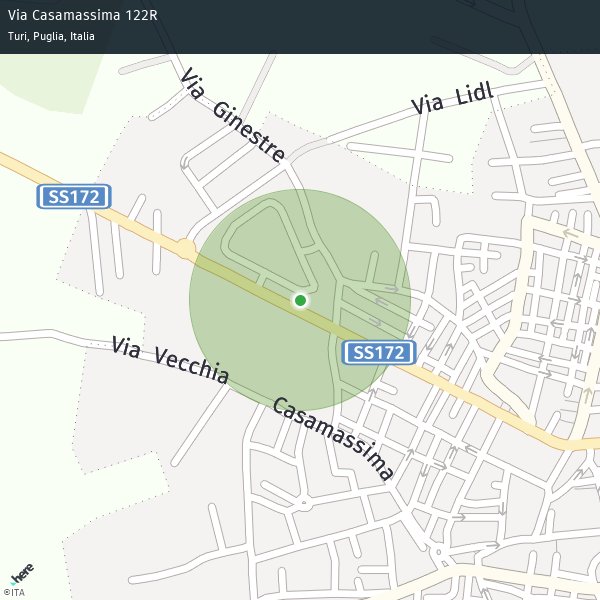 Via Casamassima 122R
Turi, Puglia, Italia
Via Lidl
Via Ginestre
SS172
SS172
Via Vecchia Casamassima
here
©ITA